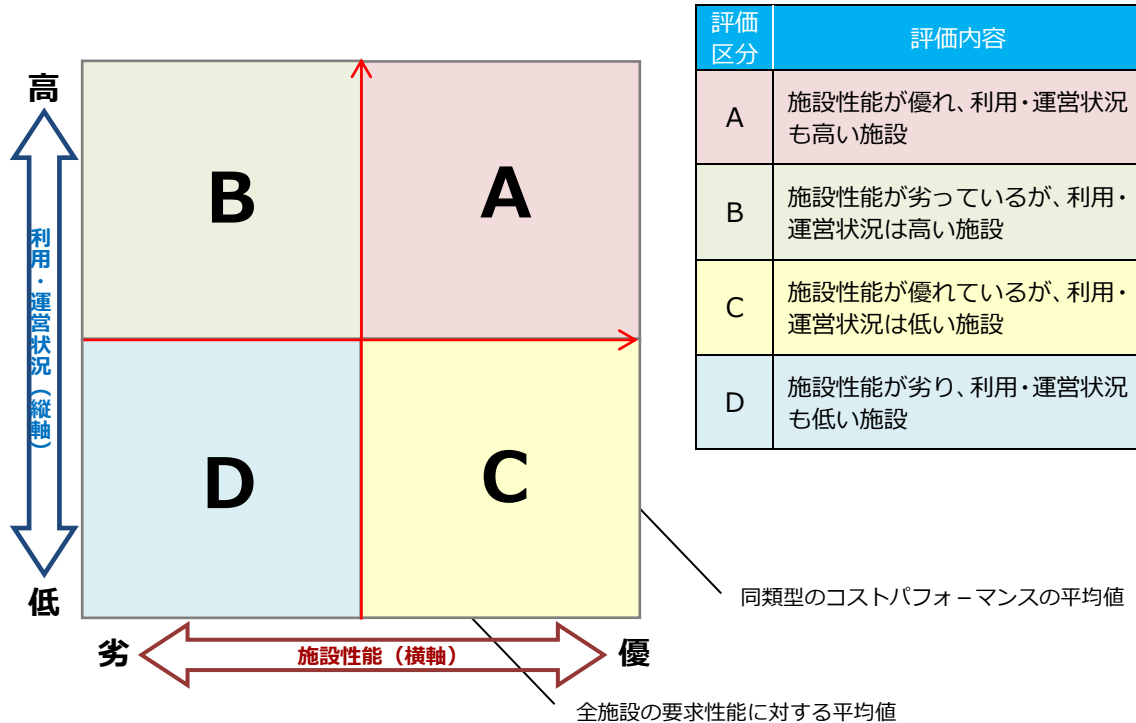 高
利用・運営状況（縦軸）
低
B
A
D
C
劣
施設性能（横軸）
優
評価
区分
評価内容
A
施設性能が優れ、利用・運営状況
も高い施設
B
施設性能が劣っているが、利用・
運営状況は高い施設
C
施設性能が優れているが、利用・
運営状況は低い施設
D
施設性能が劣り、利用・運営状況
も低い施設
同類型のコストパフォーマンスの平均値
全施設の要求性能に対する平均値